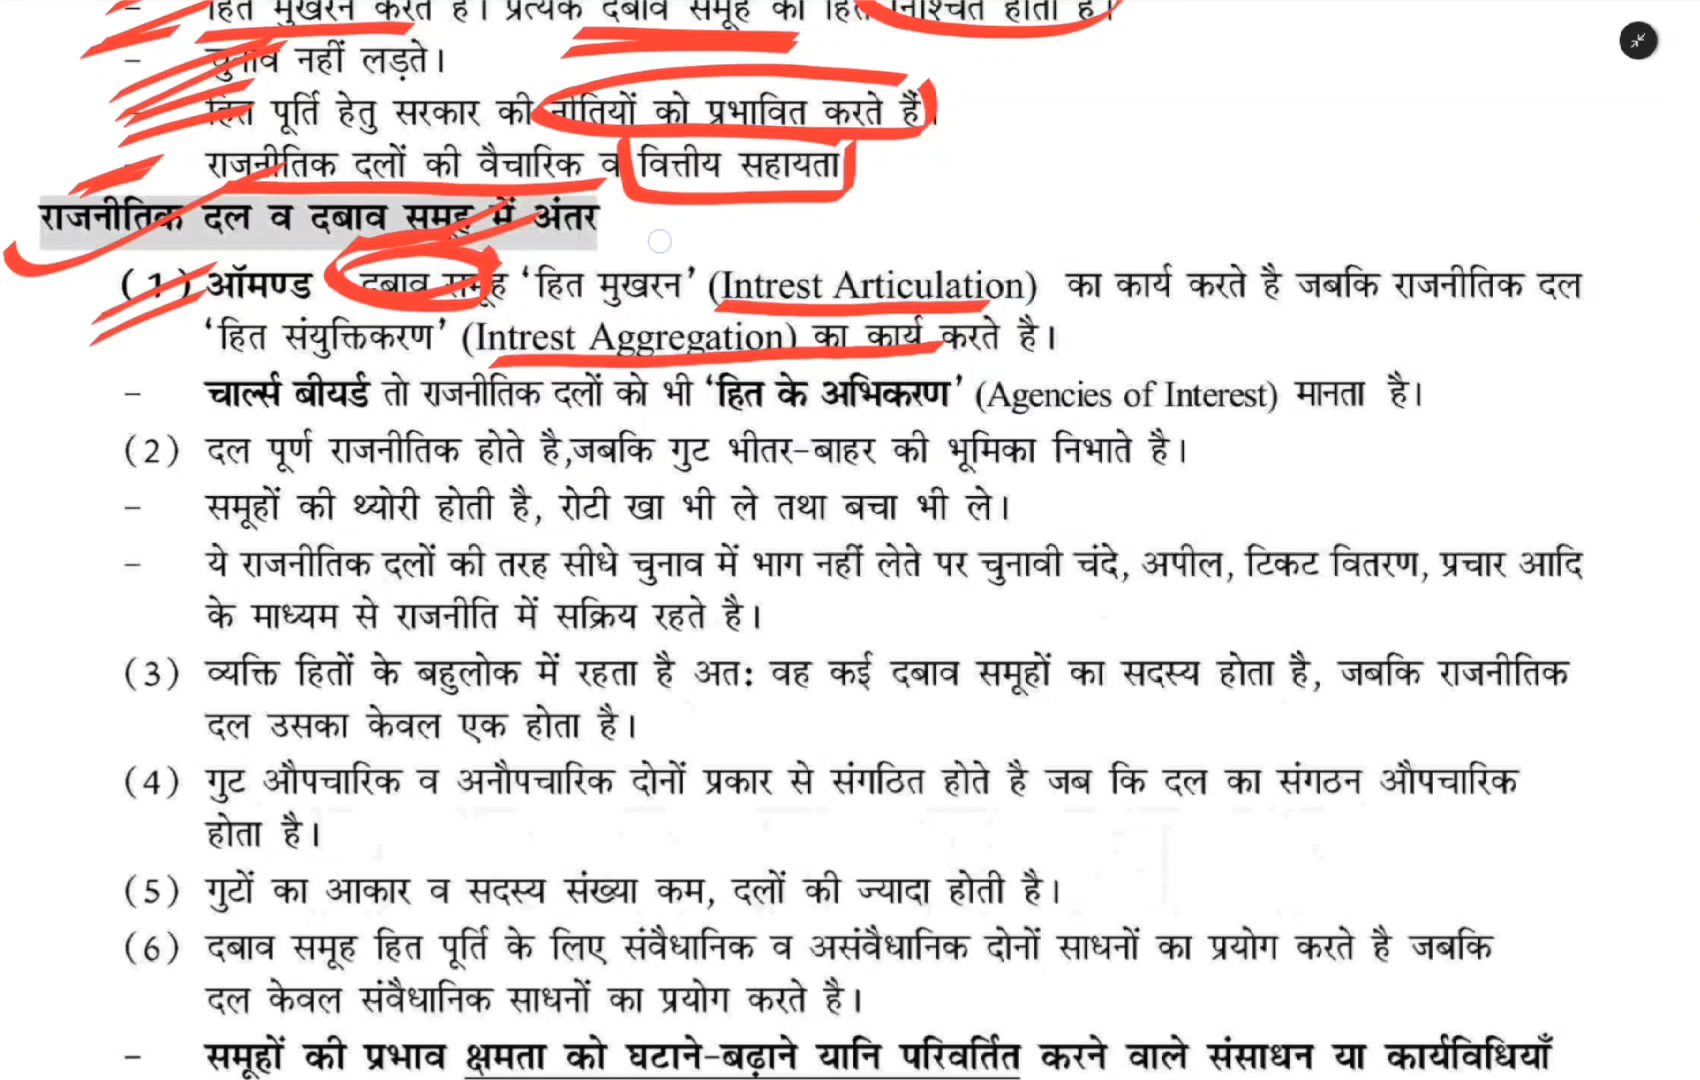 हित मुखरन करते है। प्रत्येक दबाव समूह का हित निश्चित होता है।
– चुनाव नहीं लड़ते।
हित पूर्ति हेतु सरकार की नीतियों को प्रभावित करते हैं।
राजनीतिक दलों की वैचारिक व वित्तीय सहायता
राजनीतिक दल व दबाव समूह में अंतर
(1) ऑमण्ड दबाव समूह ‘हित मुखरन’ (Intrest Articulation) का कार्य करते है जबकि राजनीतिक दल
‘हित संयुक्तिकरण’ (Intrest Aggregation) का कार्य करते है।
– चार्ल्स बीयर्ड तो राजनीतिक दलों को भी ‘हित के अभिकरण’ (Agencies of Interest) मानता है।
(2) दल पूर्ण राजनीतिक होते है,जबकि गुट भीतर-बाहर की भूमिका निभाते है।
– समूहों की थ्योरी होती है, रोटी खा भी ले तथा बचा भी ले।
– ये राजनीतिक दलों की तरह सीधे चुनाव में भाग नहीं लेते पर चुनावी चंदे, अपील, टिकट वितरण, प्रचार आदि
के माध्यम से राजनीति में सक्रिय रहते है।
(3) व्यक्ति हितों के बहुलोक में रहता है अतः वह कई दबाव समूहों का सदस्य होता है, जबकि राजनीतिक
दल उसका केवल एक होता है।
(4) गुट औपचारिक व अनौपचारिक दोनों प्रकार से संगठित होते है जब कि दल का संगठन औपचारिक
होता है।
(5) गुटों का आकार व सदस्य संख्या कम, दलों की ज्यादा होती है।
(6) दबाव समूह हित पूर्ति के लिए संवैधानिक व असंवैधानिक दोनों साधनों का प्रयोग करते है जबकि
दल केवल संवैधानिक साधनों का प्रयोग करते है।
– समूहों की प्रभाव क्षमता को घटाने-बढ़ाने यानि परिवर्तित करने वाले संसाधन या कार्यविधियाँ